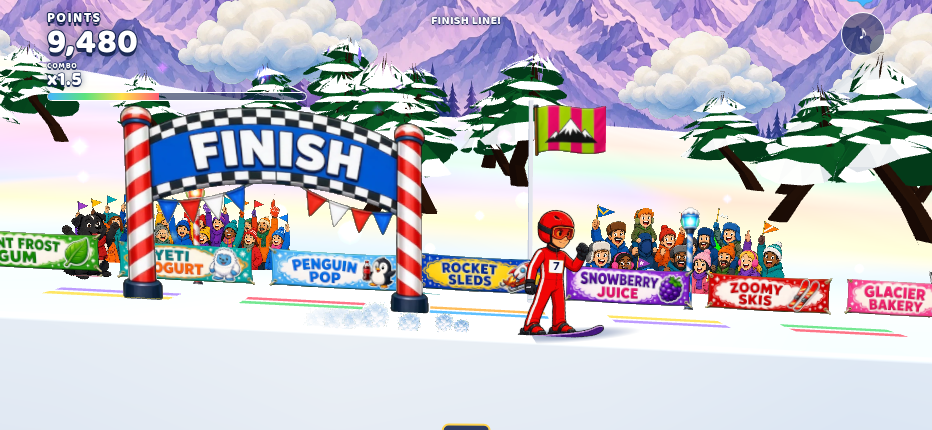 POINTS
9,480
COMBO
x1.5
FINISH LINE!
FINISH
NT FROST
GUM
YETI
OGURT
PENGUIN
POP
ROCKET
SLEDS
7
SNOWBERRY
JUICE
ZOOMY
SKIS
GLACIER
BAKERY